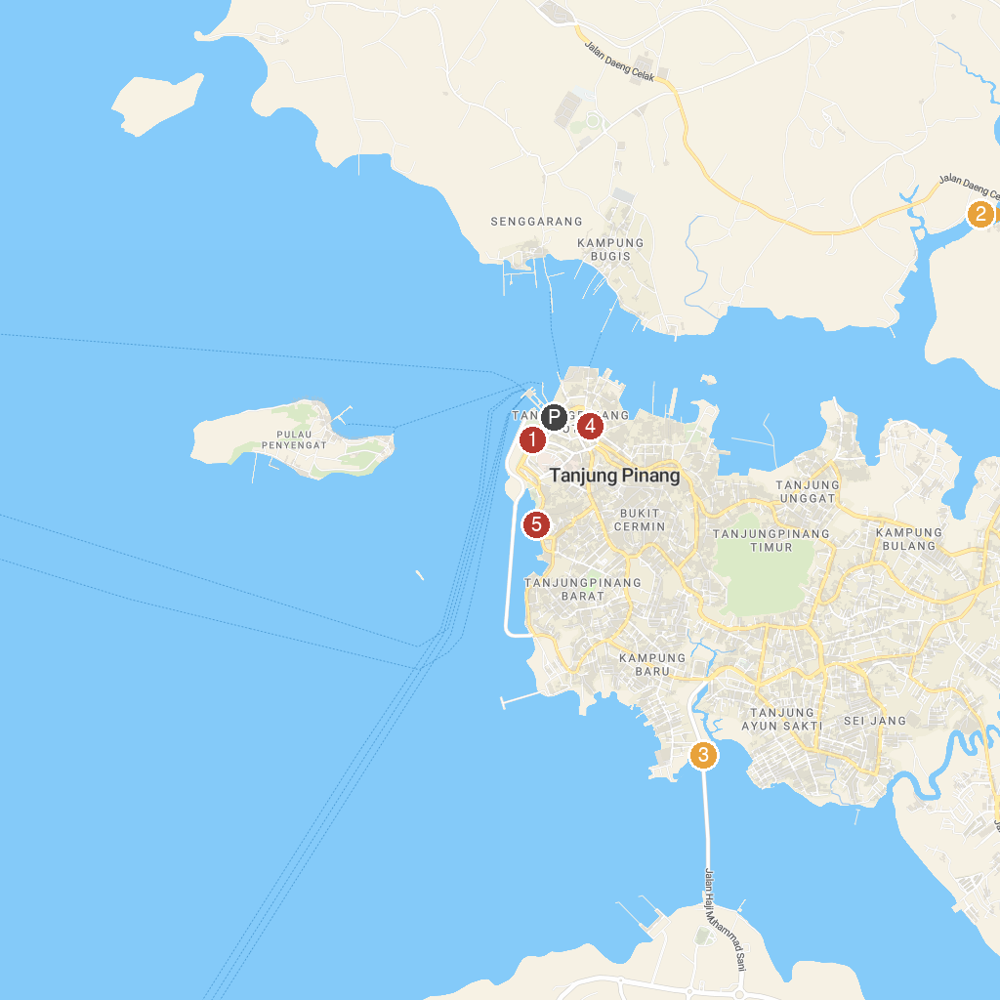 Jalan Daeng Celak
Jalan Daeng Ce
2
SENGGARANG
KAMPUNG
BUGIS
P
4
1
PULAU
PENYENGAT
Tanjung Pinang
TANJUNG
UNGGAT
5
BUKIT
CERMIN
TANJUNGPINANG
TIMUR
KAMPUNG
BULANG
TANJUNGPINANG
BARAT
KAMPUNG
BARU
TANJUNG
AYUN SAKTI
SEI JANG
3
Jalan Haji Muhammad Sani